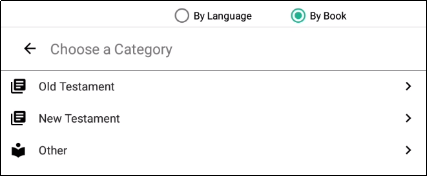 By Language By Book
Choose a Category
Old Testament
New Testament
Other